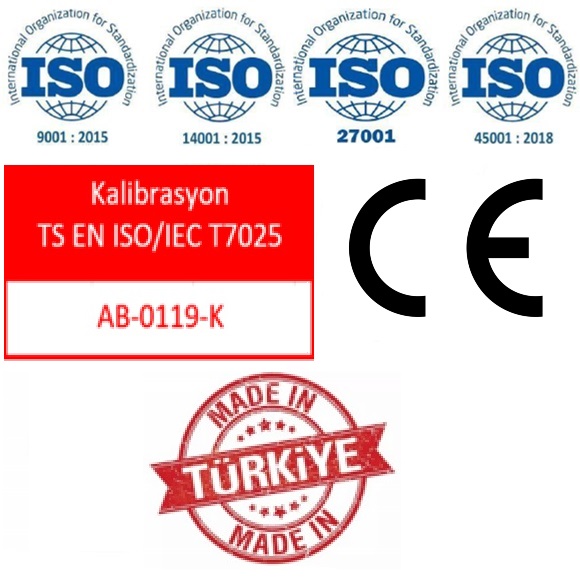 International Organization for Standardization
ISO
9001 : 2015
International Organization for Standardization
ISO
14001 : 2015
International Organization for Standardization
ISO
27001
International Organization for Standardization
ISO
45001 : 2018
Kalibrasyon
TS EN ISO/IEC T7025
AB-0119-K
CE
MADE IN
TÜRKİYE
MADE IN